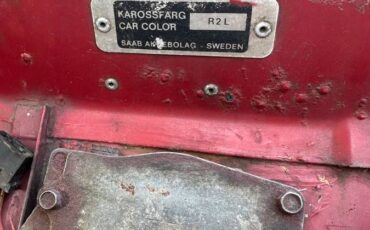 KAROSSFÄRG
CAR COLOR R2L
SAAB AKTIEBOLAG - SWEDEN